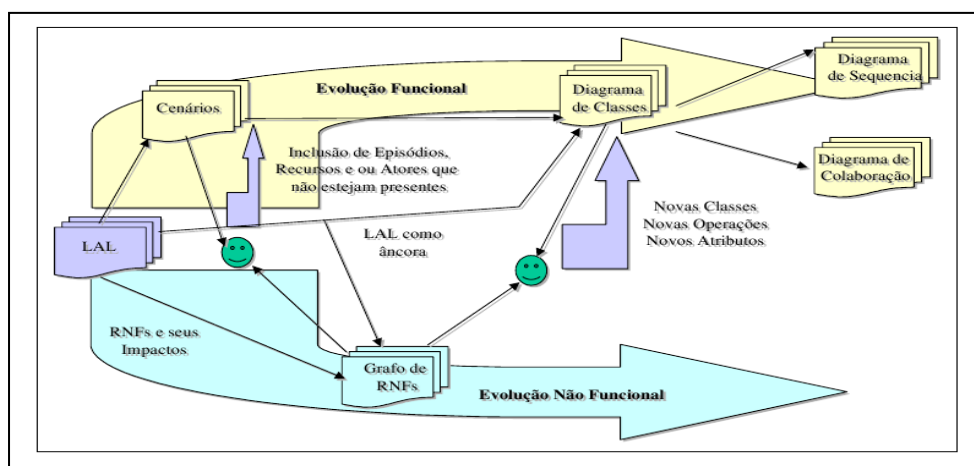 Diagrama
de Sequencia
Evolução Funcional
Diagrama
de Classes
Cenários
Inclusão de Episódios,
Recursos e ou Atores que
não estejam presentes
Diagrama de
Colaboração
Novas Classes
Novas Operações
Novos Atributos
LAL
LAL como
âncora
RNFs e seus
Impactos
Grafo de
RNFs
Evolução Não Funcional